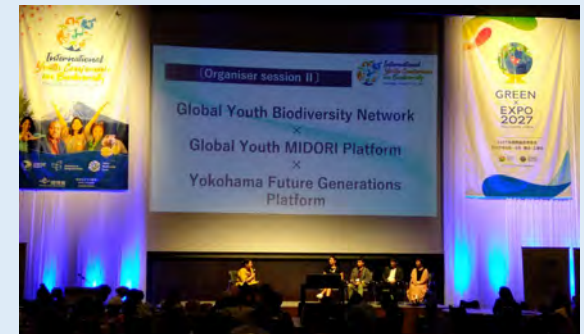 International
Youth Conference
on Biodiversity
(Organiser session Ⅱ)
International
Youth Conference
on Biodiversity
Global Youth Biodiversity Network
×
Global Youth MIDORI Platform
×
Yokohama Future Generations
Platform
GREEN
×
EXPO
2027